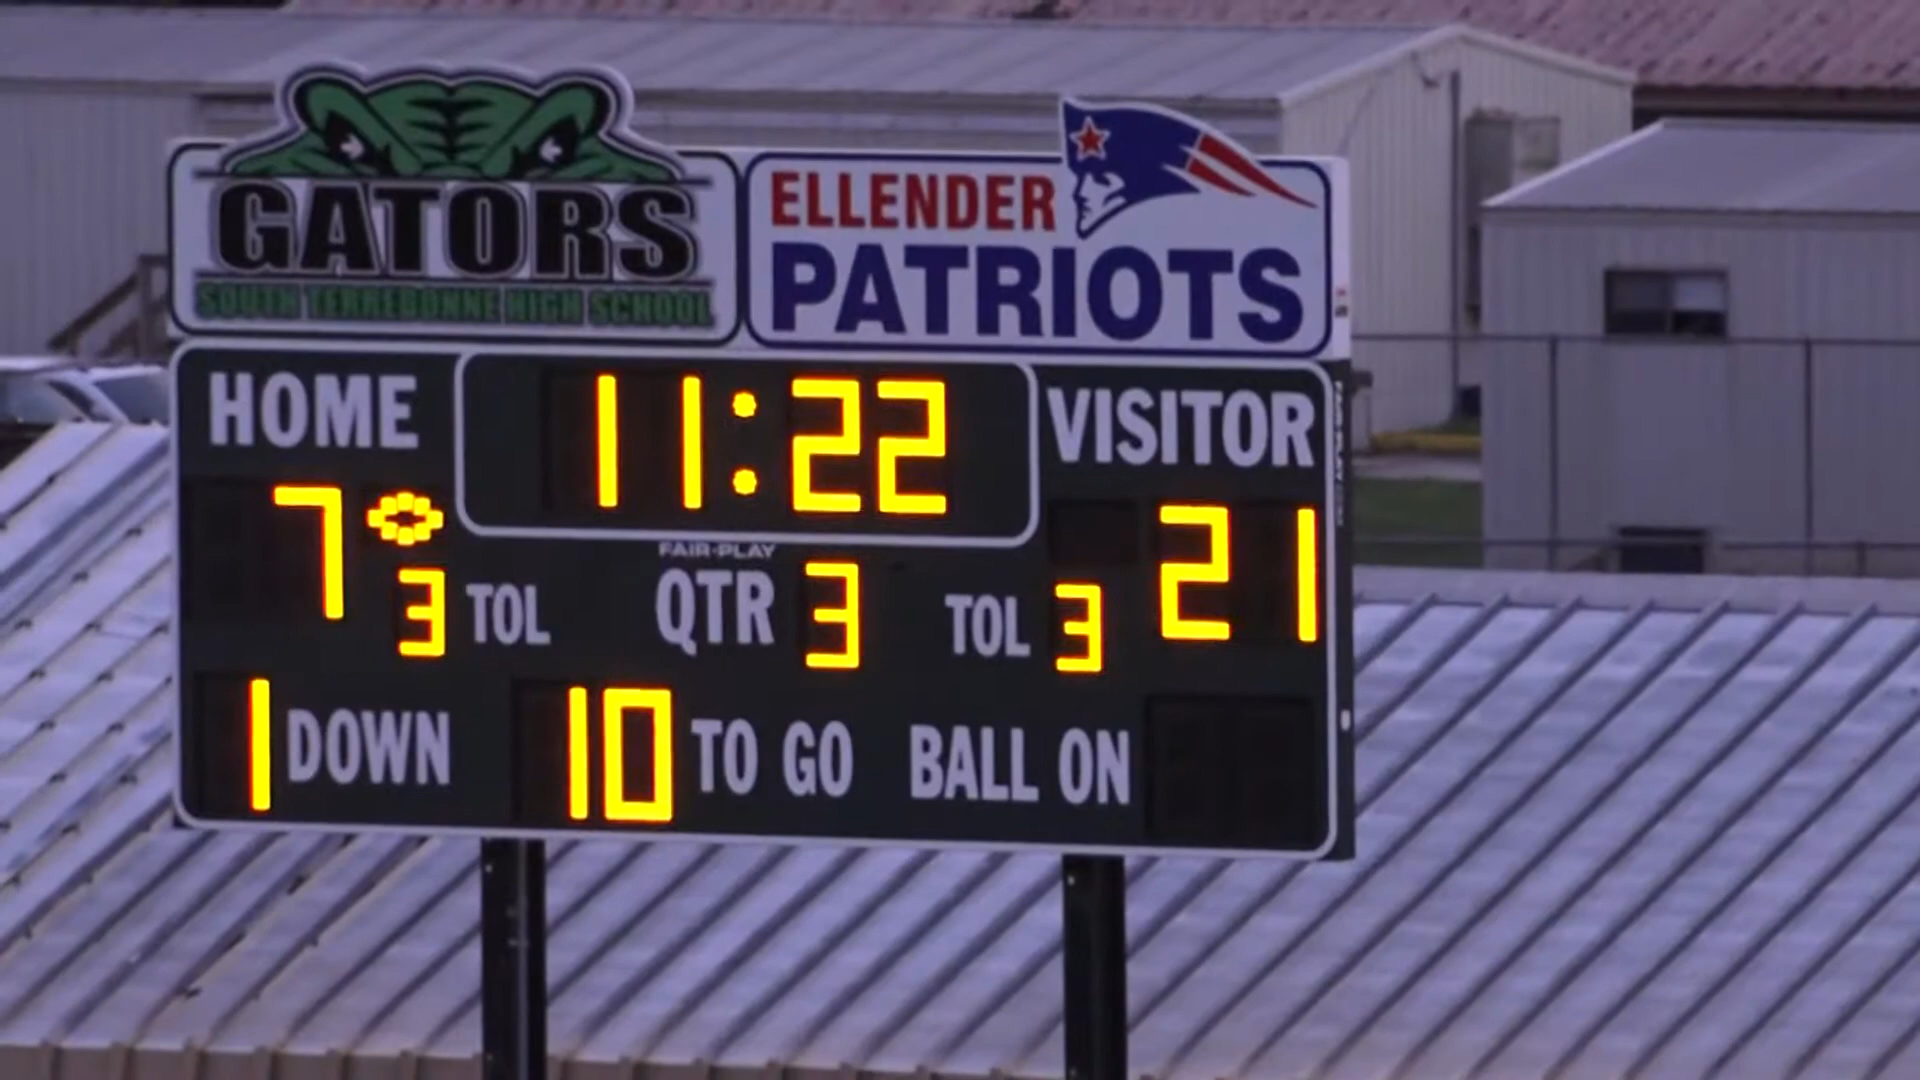 GATORS
SOUTH TERREBONNE HIGH SCHOOL
ELLENDER
PATRIOTS
HOME 11:22 VISITOR
7 21
FAIR-PLAY
3 TOL QTR 3 TOL 3
1 DOWN 10 TO GO BALL ON